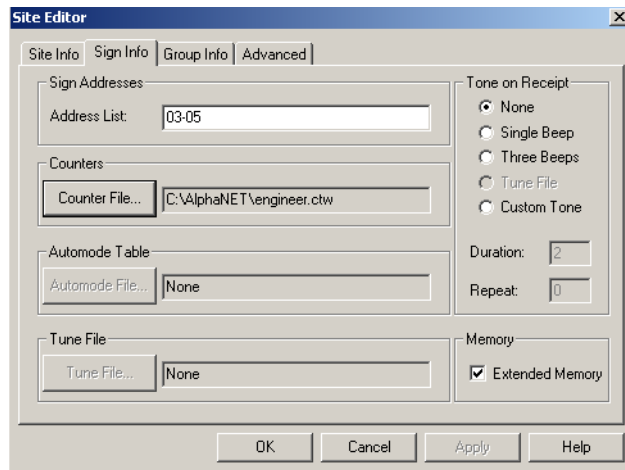 Site Editor
Site Info
Sign Info
Group Info
Advanced
Sign Addresses
Address List:
03-05
Counters
Counter File...
C:\AlphaNET\engineer.ctw
Automode Table
Automode File...
None
Tune File
Tune File...
None
Tone on Receipt
None
Single Beep
Three Beeps
Tune File
Custom Tone
Duration:
2
Repeat:
0
Memory
Extended Memory
OK
Cancel
Apply
Help